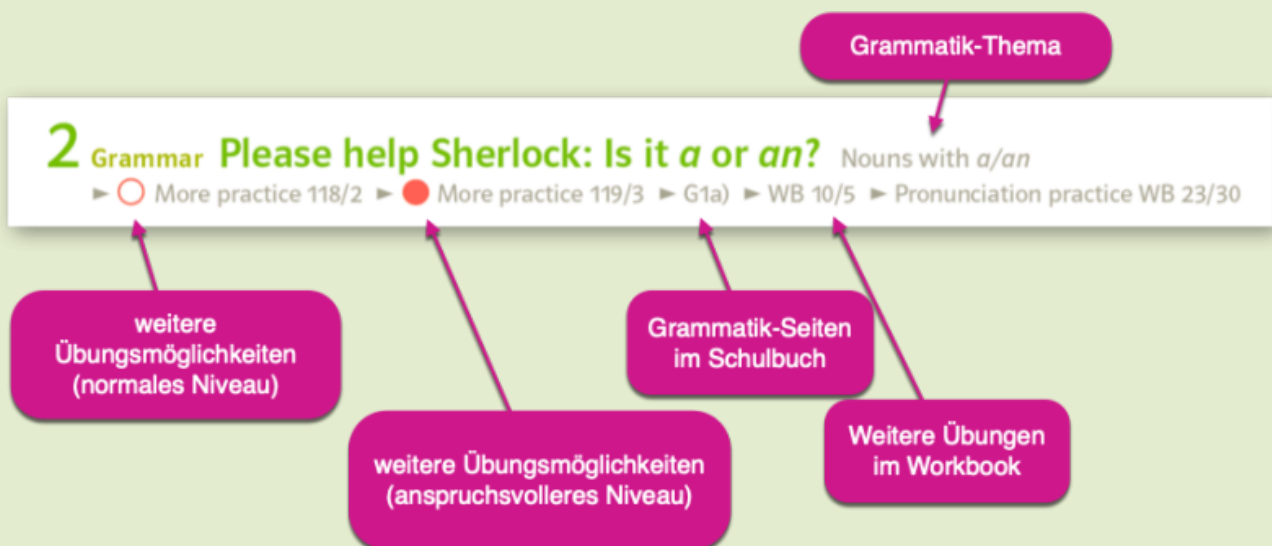 Grammatik-Thema
2 Grammar Please help Sherlock: Is it a or an? Nouns with a/an
► ○ More practice 118/2 ► ● More practice 119/3 ► G1a) ► WB 10/5 ► Pronunciation practice WB 23/30
weitere
Übungsmöglichkeiten
(normales Niveau)
weitere Übungsmöglichkeiten
(anspruchsvolleres Niveau)
Grammatik-Seiten
im Schulbuch
Weitere Übungen
im Workbook